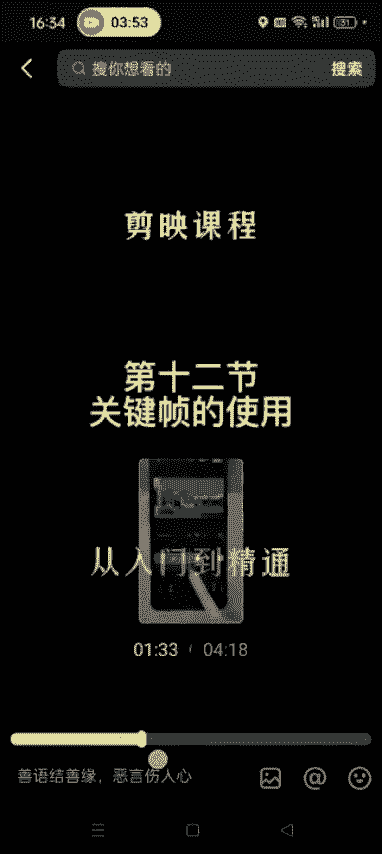 16:34
03:53
搜你想看的
搜索
剪映课程
第十二节
关键帧的使用
从入门到精通
01:33 / 04:18
善语结善缘，恶言伤人心
@